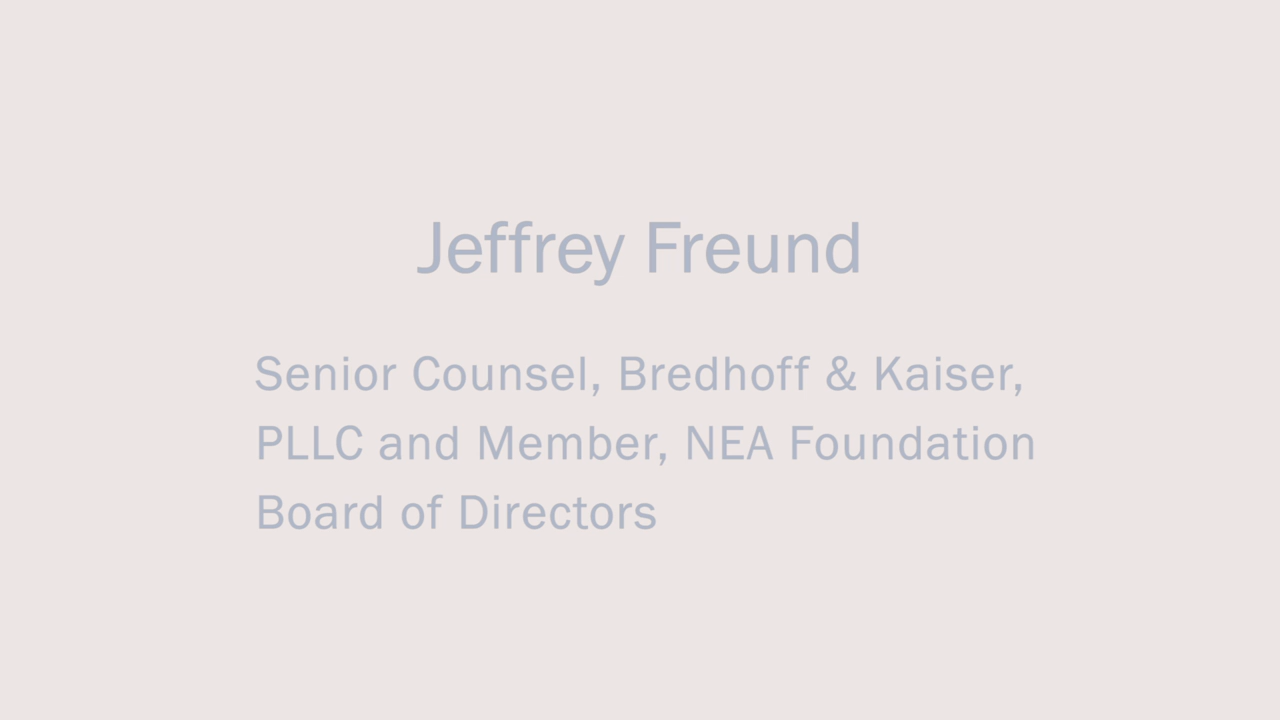 Jeffrey Freund
Senior Counsel, Bredhoff & Kaiser,
PLLC and Member, NEA Foundation
Board of Directors